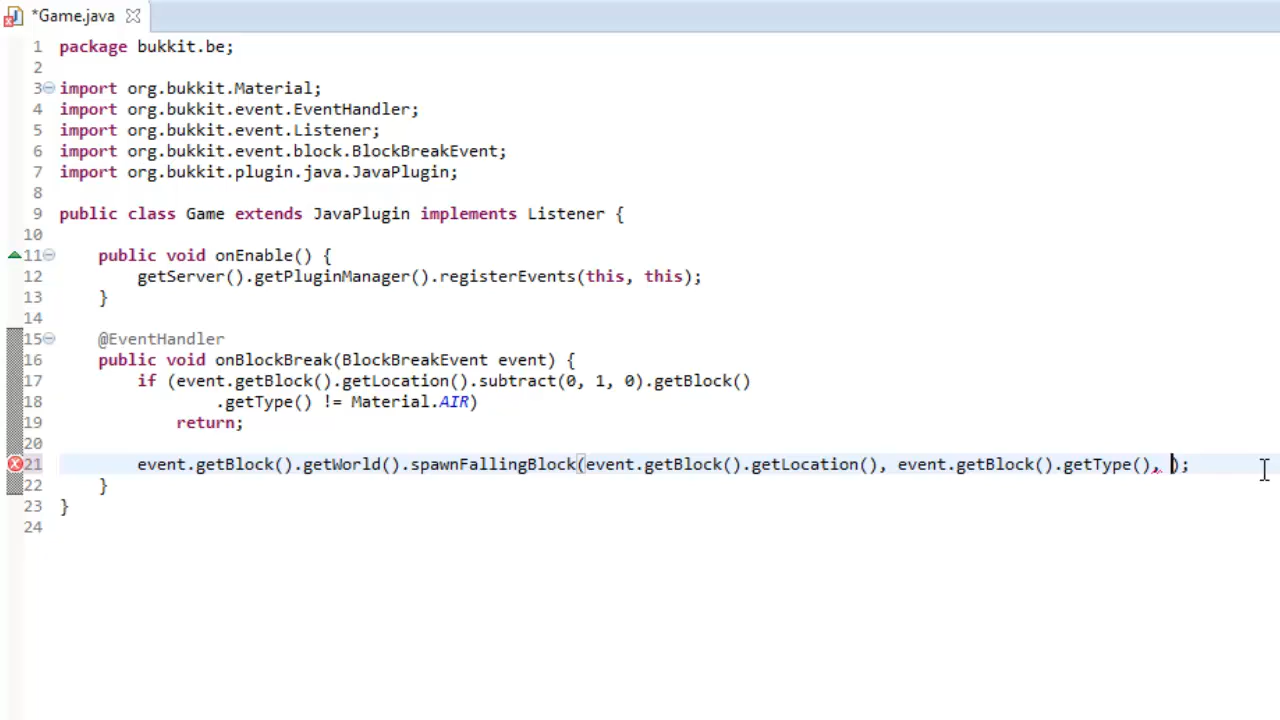 *Game.java
1 package bukkit.be;
2
3 import org.bukkit.Material;
4 import org.bukkit.event.EventHandler;
5 import org.bukkit.event.Listener;
6 import org.bukkit.event.block.BlockBreakEvent;
7 import org.bukkit.plugin.java.JavaPlugin;
8
9 public class Game extends JavaPlugin implements Listener {
10
11     public void onEnable() {
12         getServer().getPluginManager().registerEvents(this, this);
13     }
14
15     @EventHandler
16     public void onBlockBreak(BlockBreakEvent event) {
17         if (event.getBlock().getLocation().subtract(0, 1, 0).getBlock()
18                 .getType() != Material.AIR)
19             return;
20
21         event.getBlock().getWorld().spawnFallingBlock(event.getBlock().getLocation(), event.getBlock().getType(), );
22     }
23 }
24